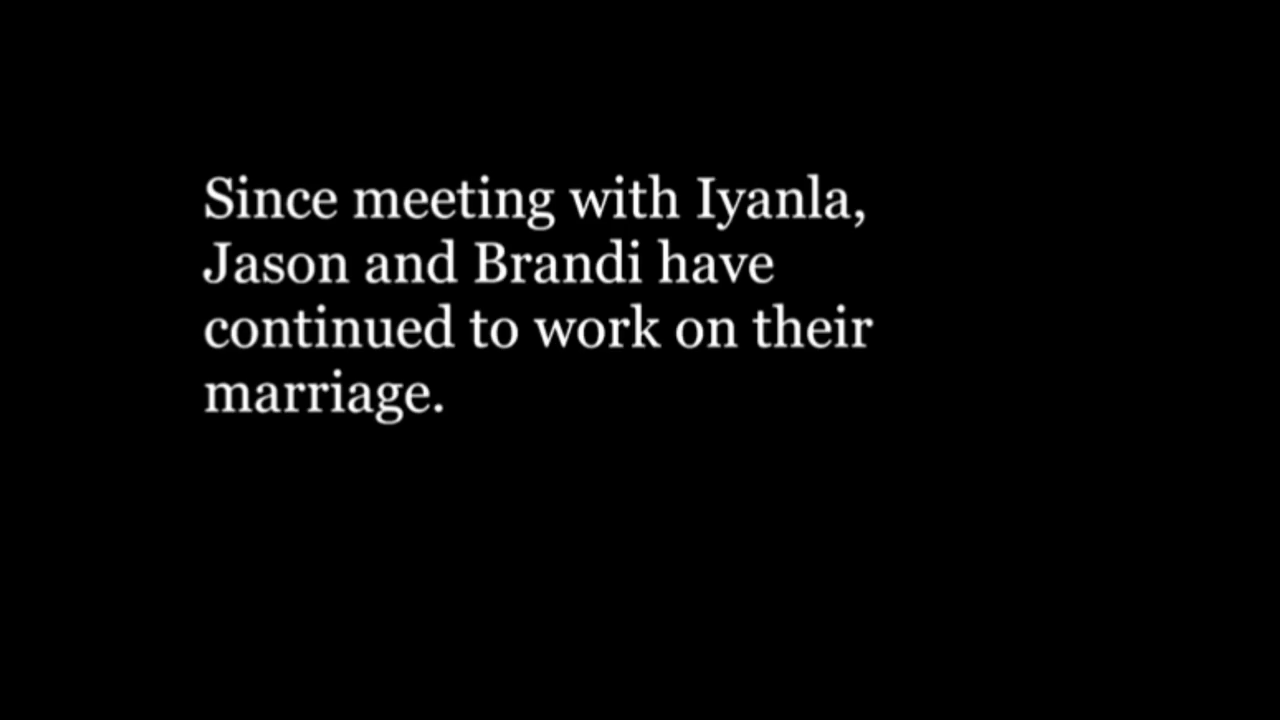 Since meeting with Iyanla,
Jason and Brandi have
continued to work on their
marriage.